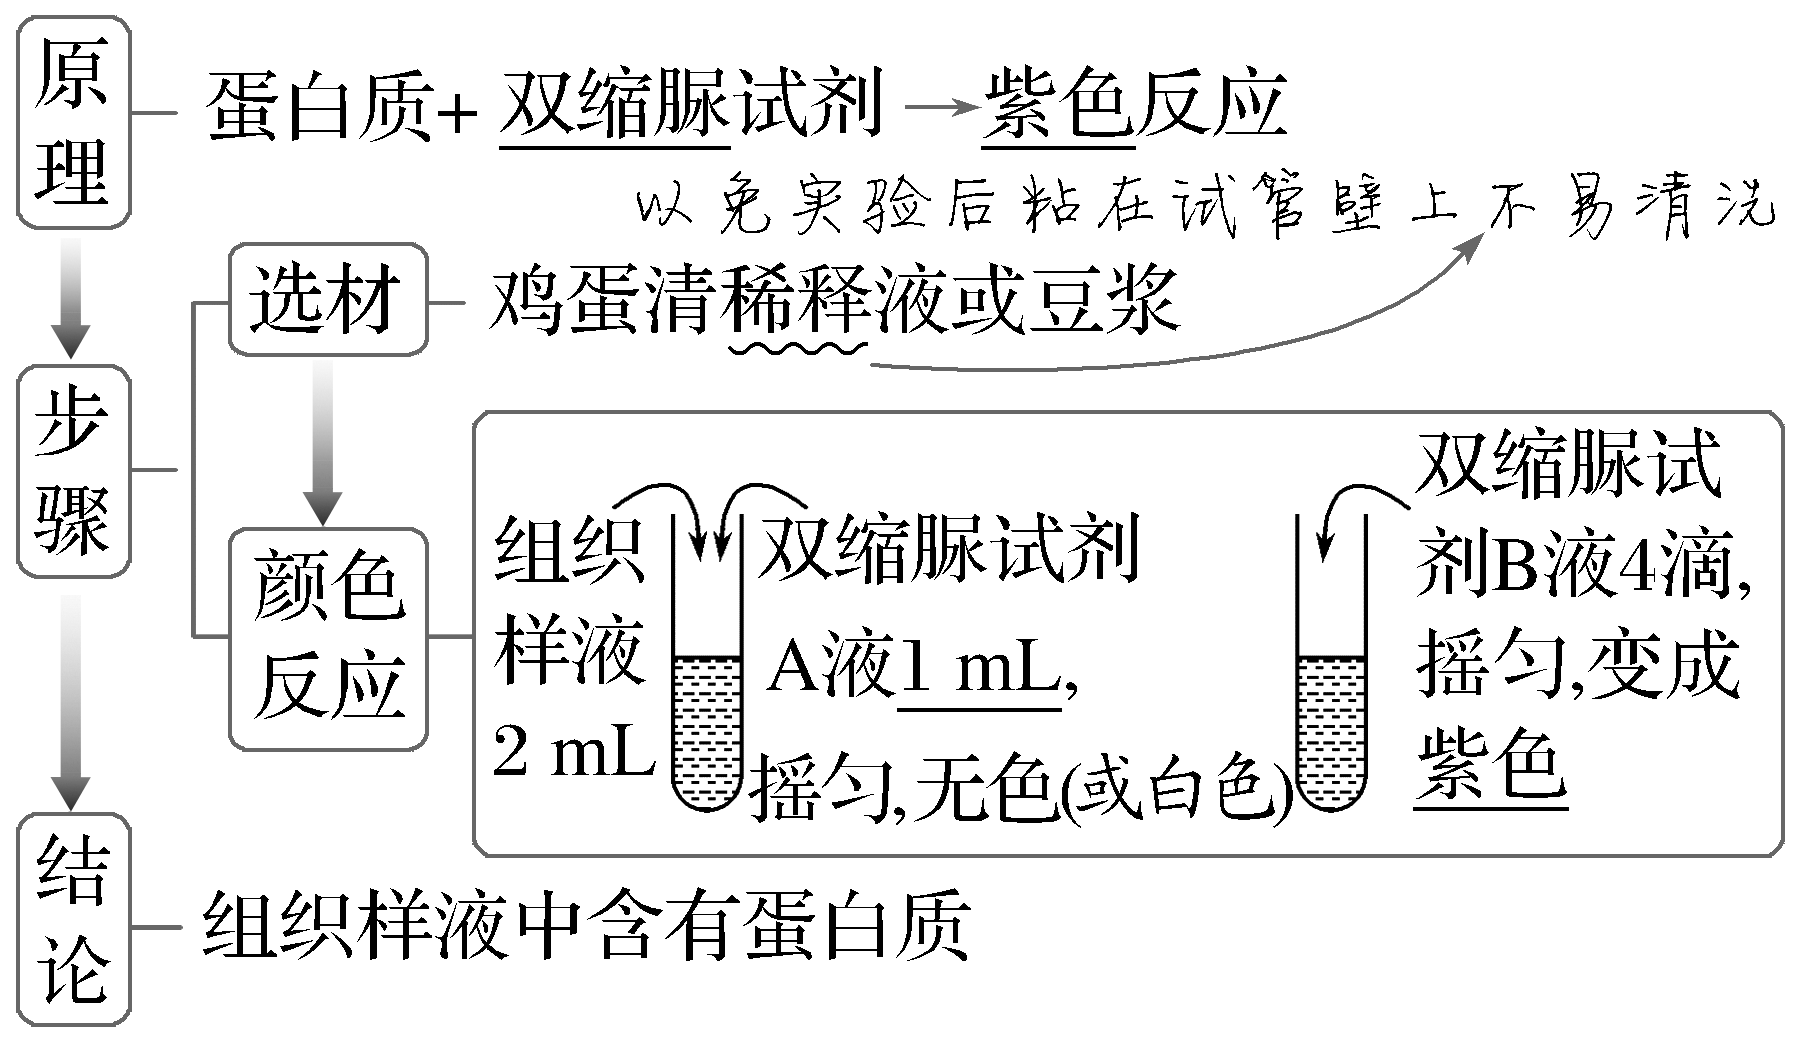 原理
蛋白质+双缩脲试剂→紫色反应
以免实验后粘在试管壁上不易清洗
步骤
选材
鸡蛋清稀释液或豆浆
颜色
反应
组织
样液
2 mL
双缩脲试剂
A液1 mL,
摇匀,无色(或白色)
双缩脲试
剂B液4滴,
摇匀,变成
紫色
结论
组织样液中含有蛋白质